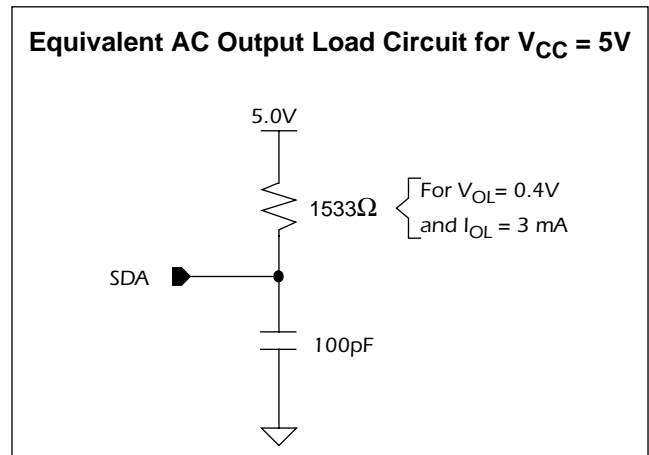 Equivalent AC Output Load Circuit for VCC = 5V
5.0V
1533Ω
For VOL= 0.4V
and IOL = 3 mA
SDA
100pF